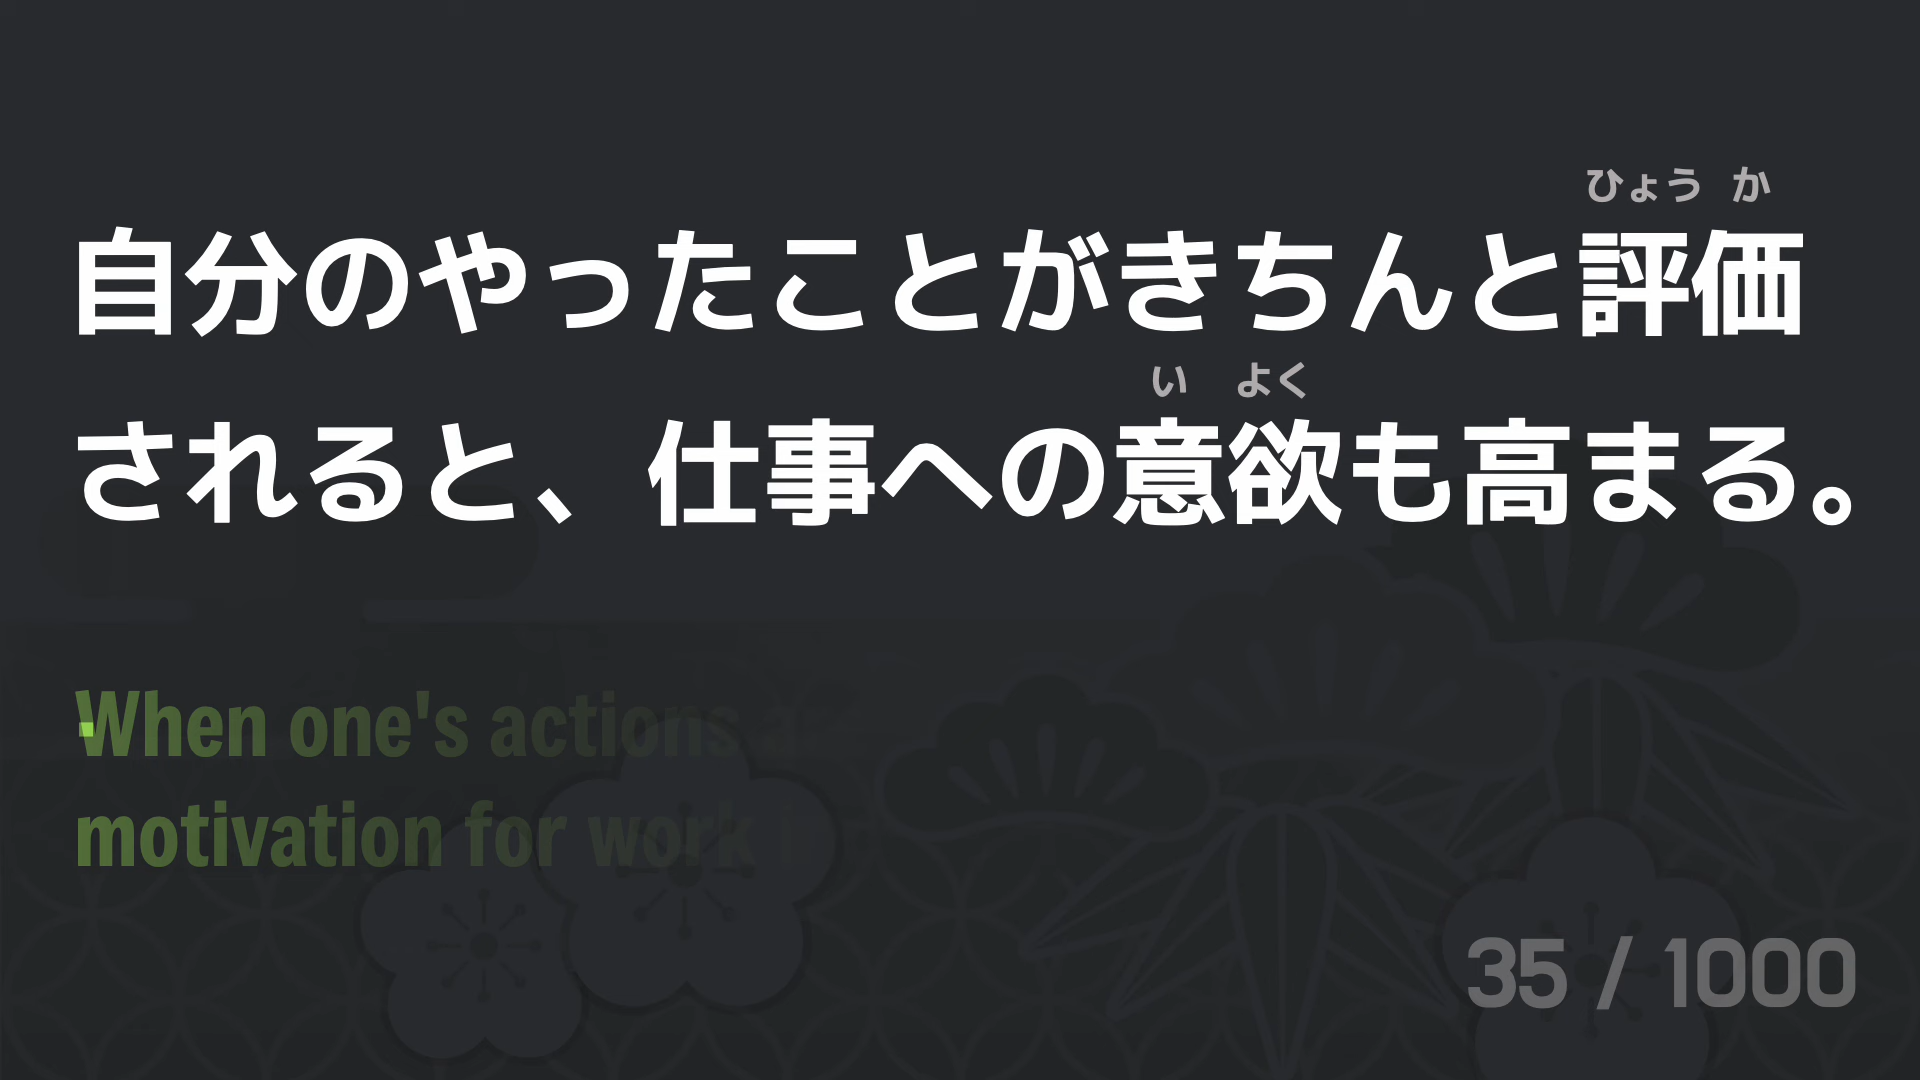 ひょう か
自分のやったことがきちんと評価
い よく
されると、仕事への意欲も高まる。
When one's actions
motivation for work
35 / 1000